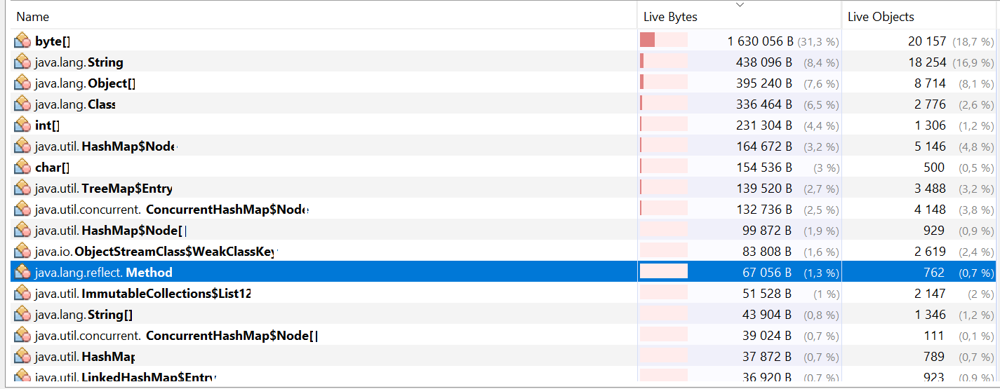 Name Live Bytes Live Objects
byte[] 1 630 056 B (31,3 %) 20 157 (18,7 %)
java.lang.String 438 096 B (8,4 %) 18 254 (16,9 %)
java.lang.Object[] 395 240 B (7,6 %) 8 714 (8,1 %)
java.lang.Class 336 464 B (6,5 %) 2 776 (2,6 %)
int[] 231 304 B (4,4 %) 1 306 (1,2 %)
java.util.HashMap$Node 164 672 B (3,2 %) 5 146 (4,8 %)
char[] 154 536 B (3 %) 500 (0,5 %)
java.util.TreeMap$Entry 139 520 B (2,7 %) 3 488 (3,2 %)
java.util.concurrent.ConcurrentHashMap$Node 132 736 B (2,5 %) 4 148 (3,8 %)
java.util.HashMap$Node[] 99 872 B (1,9 %) 929 (0,9 %)
java.io.ObjectStreamClass$WeakClassKey 83 808 B (1,6 %) 2 619 (2,4 %)
java.lang.reflect.Method 67 056 B (1,3 %) 762 (0,7 %)
java.util.ImmutableCollections$List12 51 528 B (1 %) 2 147 (2 %)
java.lang.String[] 43 904 B (0,8 %) 1 346 (1,2 %)
java.util.concurrent.ConcurrentHashMap$Node[] 39 024 B (0,7 %) 111 (0,1 %)
java.util.HashMap 37 872 B (0,7 %) 789 (0,7 %)
java.util.LinkedHashMap$Entry 36 920 B (0,7 %) 923 (0,9 %)